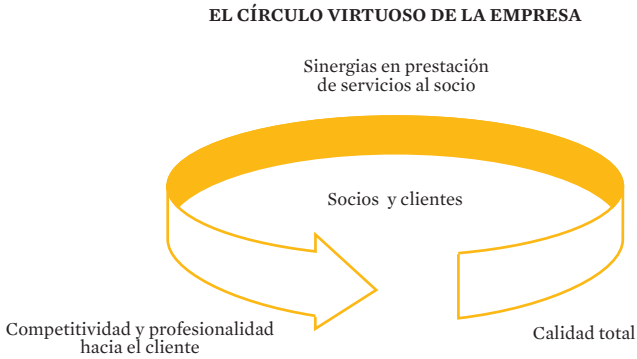 EL CÍRCULO VIRTUOSO DE LA EMPRESA
Sinergias en prestación
de servicios al socio
Socios y clientes
Competitividad y profesionalidad
hacia el cliente
Calidad total